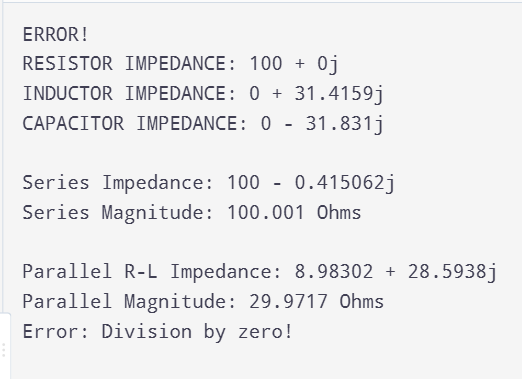 ERROR!
RESISTOR IMPEDANCE: 100 + 0j
INDUCTOR IMPEDANCE: 0 + 31.4159j
CAPACITOR IMPEDANCE: 0 - 31.831j
Series Impedance: 100 - 0.415062j
Series Magnitude: 100.001 Ohms
Parallel R-L Impedance: 8.98302 + 28.5938j
Parallel Magnitude: 29.9717 Ohms
Error: Division by zero!